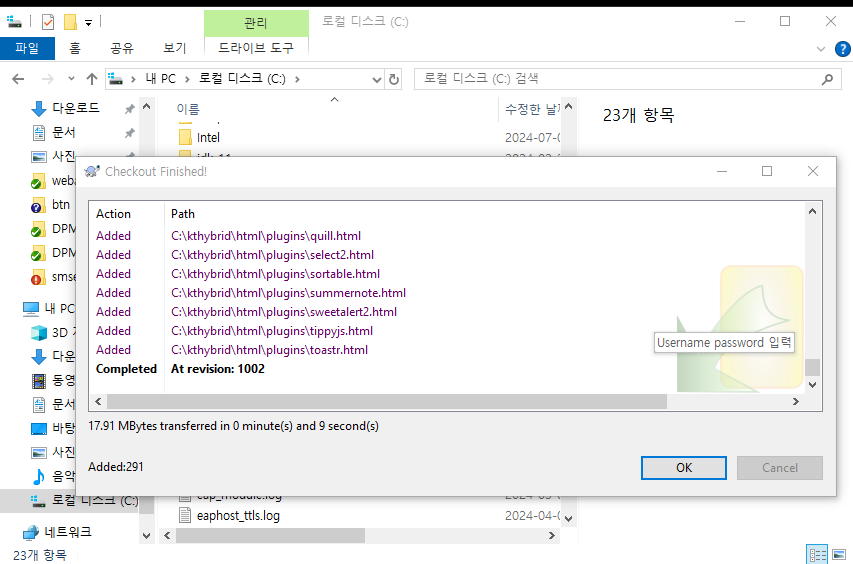 관리
로컬 디스크 (C:)
파일
홈
공유
보기
드라이브 도구
내 PC
로컬 디스크 (C:)
로컬 디스크 (C:) 검색
다운로드
문서
사진
btn
DPM
DPM
내 PC
3D
다운
동영
문서
바탕
사진
음악
로컬 디스크 (C:)
네트워크
이름
수정한 날
Intel
2024-07-0
23개 항목
Checkout Finished!
Action Path
Added C:\kthybrid\html\plugins\quill.html
Added C:\kthybrid\html\plugins\select2.html
Added C:\kthybrid\html\plugins\sortable.html
Added C:\kthybrid\html\plugins\summernote.html
Added C:\kthybrid\html\plugins\sweetalert2.html
Added C:\kthybrid\html\plugins\tippyjs.html
Added C:\kthybrid\html\plugins\toastr.html
Completed At revision: 1002
Username password 입력
17.91 MBytes transferred in 0 minute(s) and 9 second(s)
Added:291
OK
Cancel
eap_module.log
eaphost_ttls.log
2024-04-0
23개 항목